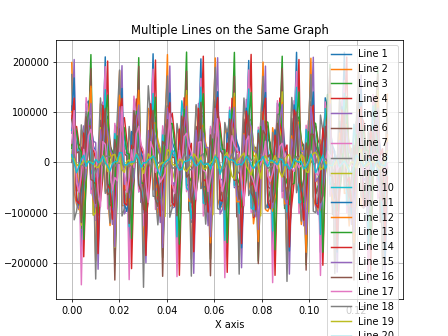 Multiple Lines on the Same Graph
200000
100000
0
−100000
−200000
0.00
0.02
0.04
0.06
0.08
0.10
X axis
Line 1
Line 2
Line 3
Line 4
Line 5
Line 6
Line 7
Line 8
Line 9
Line 10
Line 11
Line 12
Line 13
Line 14
Line 15
Line 16
Line 17
Line 18
Line 19
Line 20